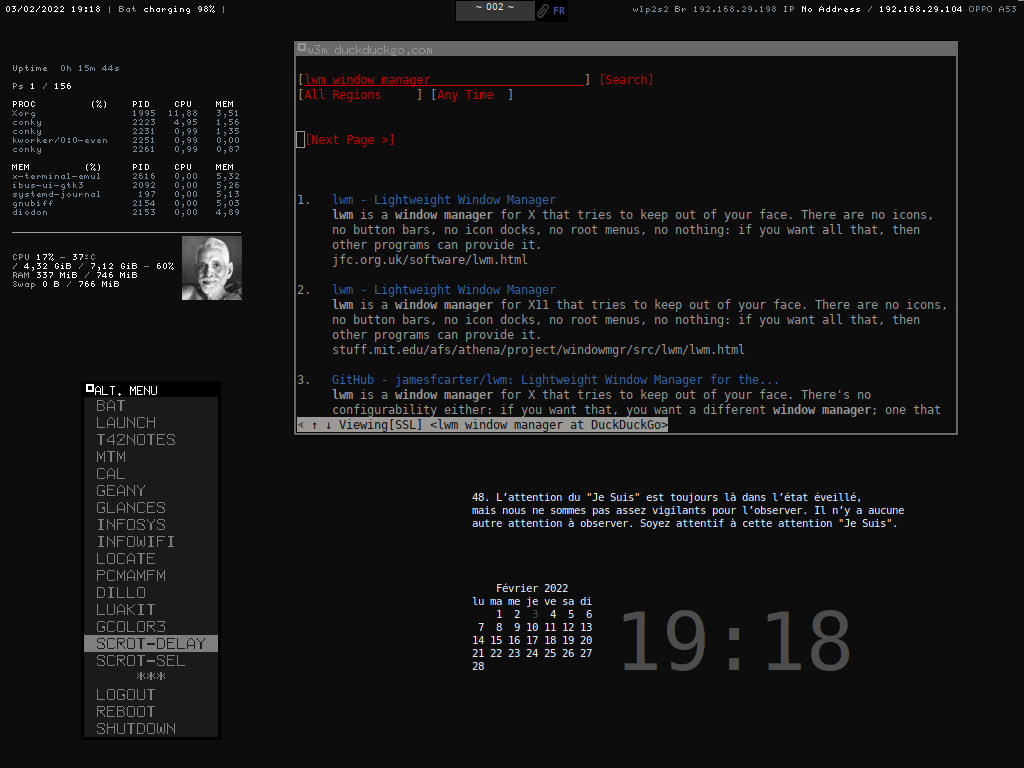 03/02/2022 19:18 | Bat charging 98% |
~ 002 ~
FR
wlp2s2 Br 192.168.29.198 IP No Address / 192.168.29.104 OPPO A53
Uptime 0h 15m 44s
Ps 1 / 156
PROC (%) PID CPU MEM
Xorg 1995 11,88 3,51
conky 2223 4,95 1,56
conky 2231 0,99 1,35
kworker/0:0-even 2251 0,99 0,00
conky 2261 0,99 0,87
MEM (%) PID CPU MEM
x-terminal-emul 2616 0,00 5,32
ibus-ui-gtk3 2092 0,00 5,26
systemd-journal 197 0,00 5,13
gnubiff 2154 0,00 5,03
diodon 2153 0,00 4,89
CPU 17% - 37ºC
/ 4,32 GiB / 7,12 GiB - 60%
RAM 337 MiB / 746 MiB
Swap 0 B / 766 MiB
w3m duckduckgo.com
[lwm window manager ] [Search]
[All Regions ] [Any Time ]
[Next Page >]
1. lwm - Lightweight Window Manager
lwm is a window manager for X that tries to keep out of your face. There are no icons,
no button bars, no icon docks, no root menus, no nothing: if you want all that, then
other programs can provide it.
jfc.org.uk/software/lwm.html
2. lwm - Lightweight Window Manager
lwm is a window manager for X11 that tries to keep out of your face. There are no icons,
no button bars, no icon docks, no root menus, no nothing: if you want all that, then
other programs can provide it.
stuff.mit.edu/afs/athena/project/windowmgr/src/lwm/lwm.html
3. GitHub - jamesfcarter/lwm: Lightweight Window Manager for the...
lwm is a window manager for X that tries to keep out of your face. There's no
configurability either: if you want that, you want a different window manager; one that
< ↑ ↓ Viewing[SSL] <lwm window manager at DuckDuckGo>
ALT. MENU
BAT
LAUNCH
T42NOTES
MTM
CAL
GEANY
GLANCES
INFOSYS
INFOWIFI
LOCATE
PCMAMFM
DILLO
LUAKIT
GCOLOR3
SCROT-DELAY
SCROT-SEL
***
LOGOUT
REBOOT
SHUTDOWN
48. L'attention du "Je Suis" est toujours là dans l'état éveillé,
mais nous ne sommes pas assez vigilants pour l'observer. Il n'y a aucune
autre attention à observer. Soyez attentif à cette attention "Je Suis".
Février 2022
lu ma me je ve sa di
1 2 3 4 5 6
7 8 9 10 11 12 13
14 15 16 17 18 19 20
21 22 23 24 25 26 27
28
19:18